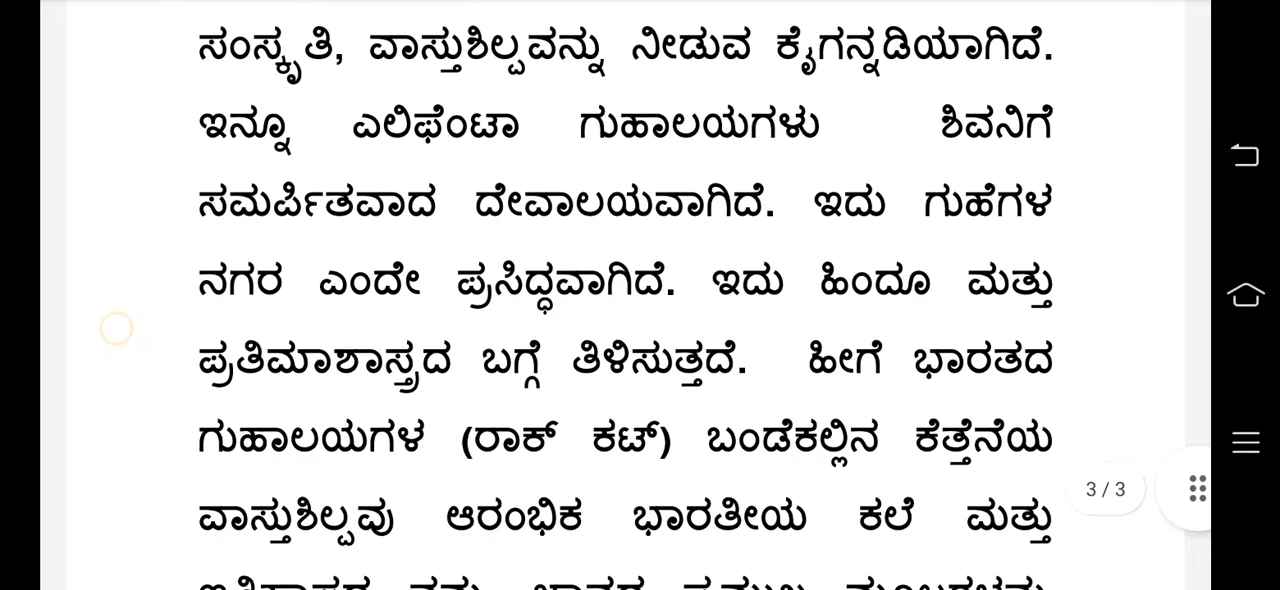 ಸಂಸ್ಕೃತಿ, ವಾಸ್ತುಶಿಲ್ಪವನ್ನು ನೀಡುವ ಕೈಗನ್ನಡಿಯಾಗಿದೆ.
ಇನ್ನೂ ಎಲಿಫೆಂಟಾ ಗುಹಾಲಯಗಳು ಶಿವನಿಗೆ
ಸಮರ್ಪಿತವಾದ ದೇವಾಲಯವಾಗಿದೆ. ಇದು ಗುಹೆಗಳ
ನಗರ ಎಂದೇ ಪ್ರಸಿದ್ಧವಾಗಿದೆ. ಇದು ಹಿಂದೂ ಮತ್ತು
ಪ್ರತಿಮಾಶಾಸ್ತ್ರದ ಬಗ್ಗೆ ತಿಳಿಸುತ್ತದೆ. ಹೀಗೆ ಭಾರತದ
ಗುಹಾಲಯಗಳ (ರಾಕ್ ಕಟ್) ಬಂಡೆಕಲ್ಲಿನ ಕೆತ್ತೆನೆಯ
3 / 3
ವಾಸ್ತುಶಿಲ್ಪವು ಆರಂಭಿಕ ಭಾರತೀಯ ಕಲೆ ಮತ್ತು